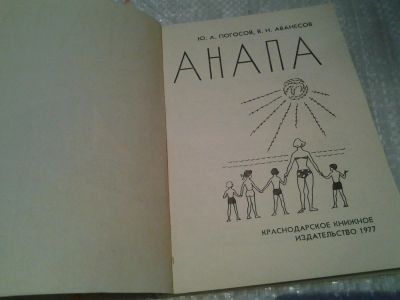 Ю. А. ПОГОСОВ, В. Н. АВАНЕСОВ
АНАПА
КРАСНОДАРСКОЕ КНИЖНОЕ
ИЗДАТЕЛЬСТВО 1977